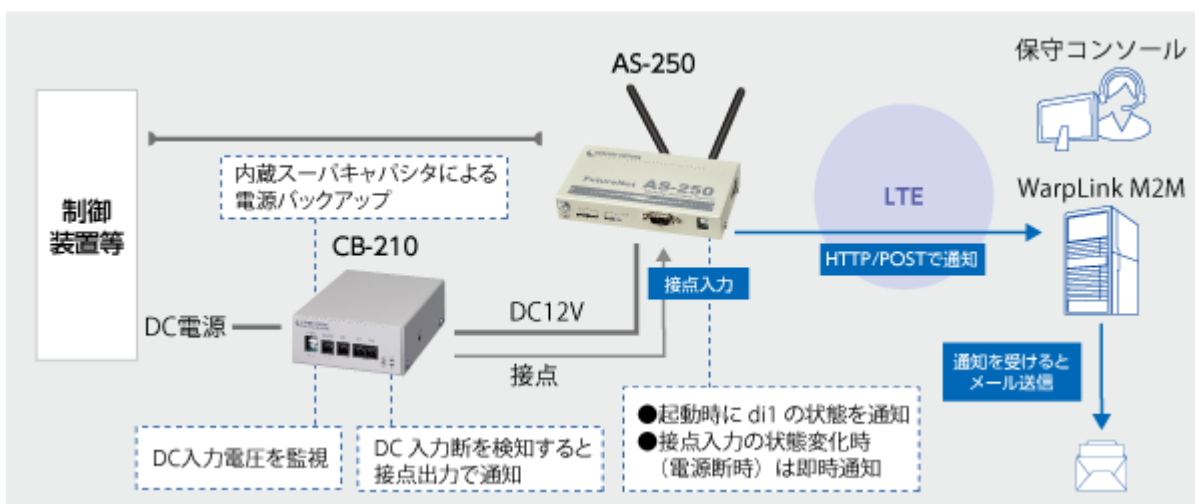 保守コンソール
AS-250
WarpLink M2M
LTE
HTTP/POSTで通知
制御
装置等
内蔵スーパキャパシタによる
電源バックアップ
FutureNet AS-250
CB-210
接点入力
DC電源
DC12V
接点
通知を受けると
メール送信
DC入力電圧を監視
DC 入力断を検知すると
接点出力で通知
●起動時に di1 の状態を通知
●接点入力の状態変化時
（電源断時）は即時通知